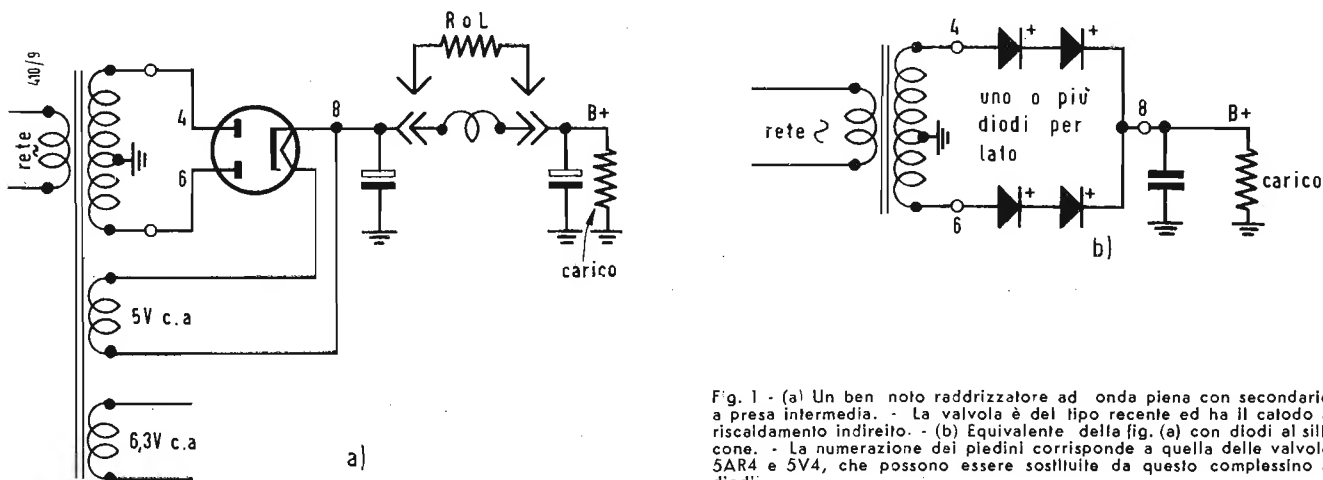 410/9
rete
4
6
8
R o L
B+
carico
5V c.a
6,3V c.a
a)
rete
4
6
uno o più
diodi per
lato
8
B+
carico
+
+
+
+
b)
Fig. 1 - (a) Un ben noto raddrizzatore ad onda piena con secondario
a presa intermedia. - La valvola è del tipo recente ed ha il catodo
riscaldamento indireito. - (b) Equivalente della fig. (a) con diodi al sili
cone. - La numerazione dei piedini corrisponde a quella delle valvole
5AR4 e 5V4, che possono essere sostituite da questo complessino